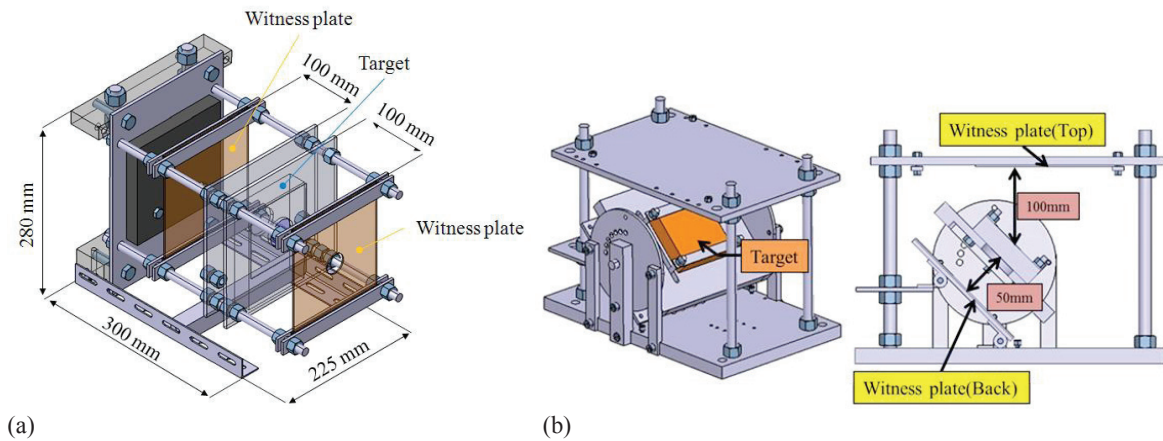 Witness plate
Target
100 mm
100 mm
280 mm
Witness plate
300 mm
225 mm
(a)
Target
Witness plate(Top)
100mm
50mm
Witness plate(Back)
(b)